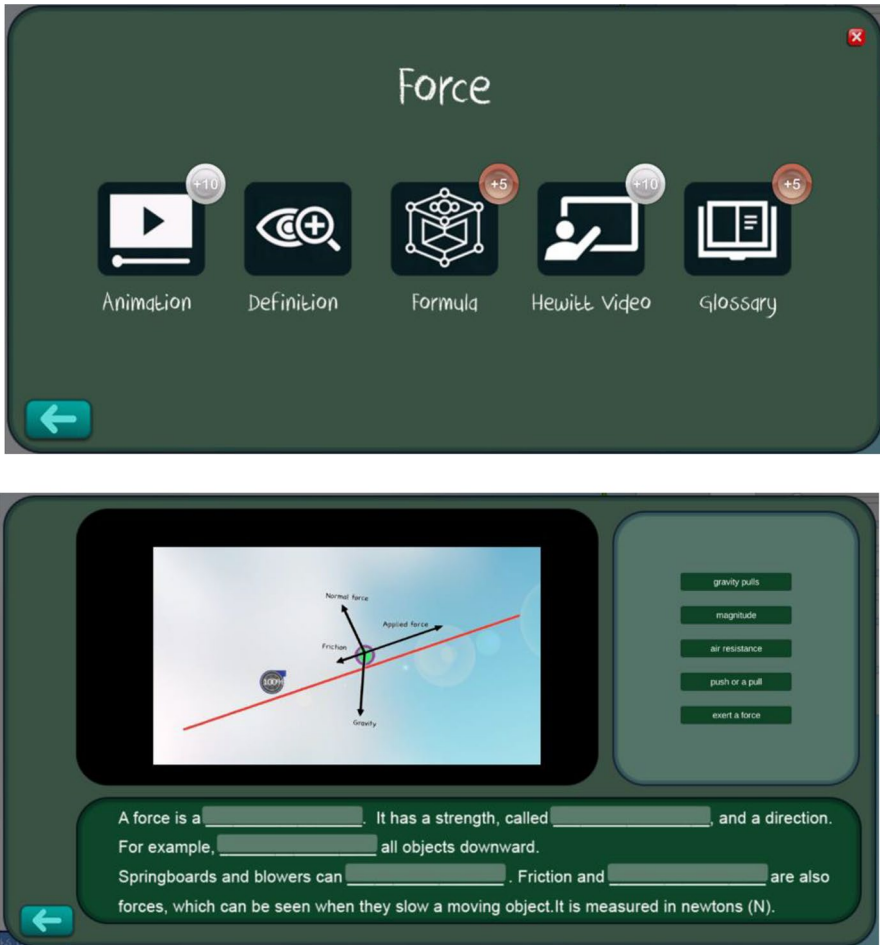 Force
+10
+5
+10
+5
Animation
Definition
Formula
Hewitt Video
Glossary
Normal force
Applied force
Friction
100%
Gravity
gravity pulls
magnitude
air resistance
push or a pull
exert a force
A force is a . It has a strength, called , and a direction.
For example, all objects downward.
Springboards and blowers can . Friction and are also
forces, which can be seen when they slow a moving object.It is measured in newtons (N).